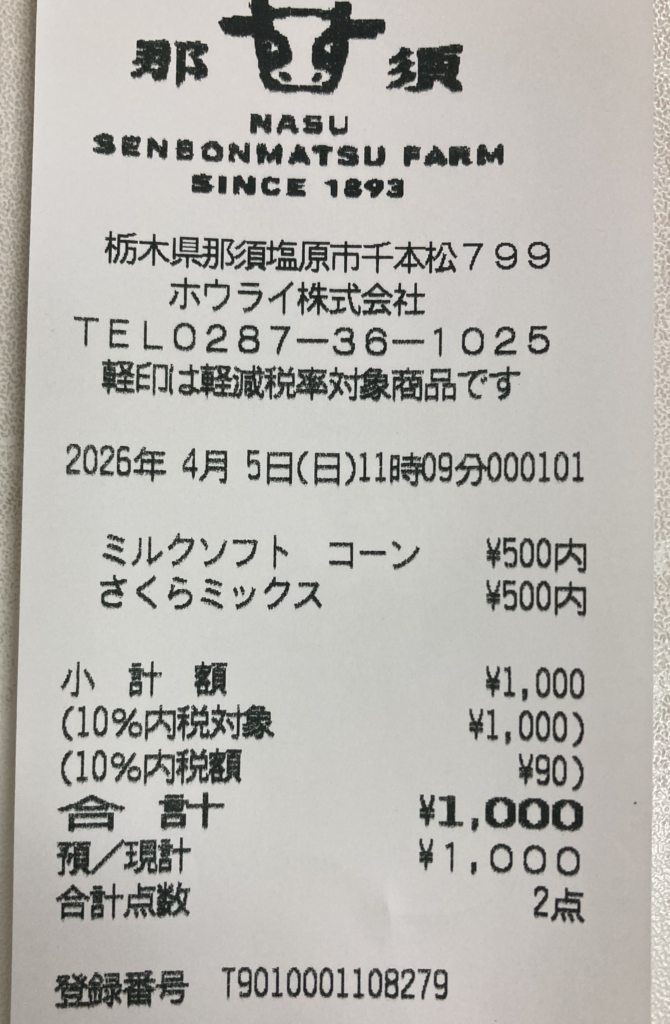 那須
NASU
SENBONMATSU FARM
SINCE 1893
栃木県那須塩原市千本松799
ホウライ株式会社
TEL0287-36-1025
軽印は軽減税率対象商品です
2026年 4月 5日(日)11時09分000101
ミルクソフト コーン ¥500内
さくらミックス ¥500内
小 計 額 ¥1,000
(10%内税対象 ¥1,000)
(10%内税額 ¥90)
合 計 ¥1,000
預/現計 ¥1,000
合計点数 2点
登録番号 T9010001108279